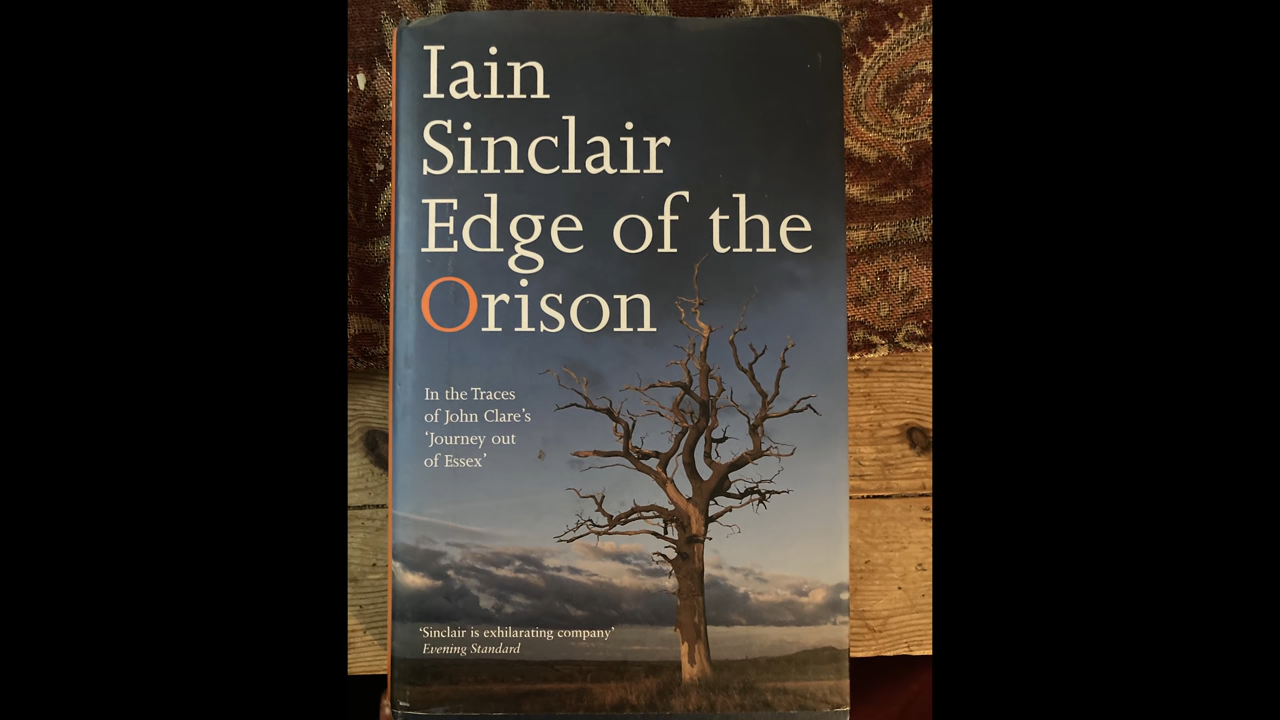 Iain
Sinclair
Edge of the
Orison
In the Traces
of John Clare's
‘Journey out
of Essex’
‘Sinclair is exhilarating company’
Evening Standard